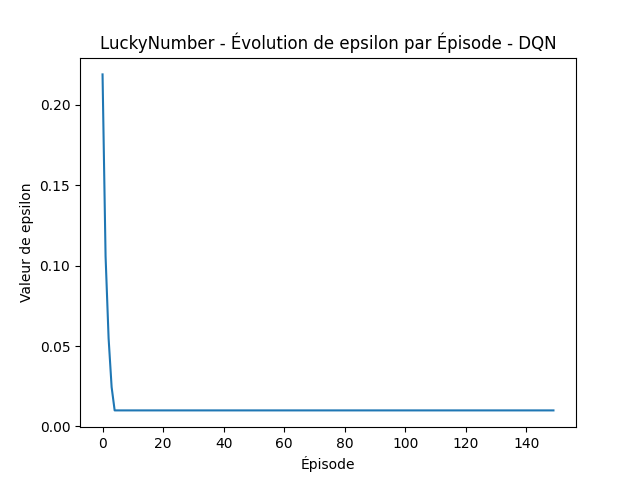 LuckyNumber - Évolution de epsilon par Épisode - DQN
Valeur de epsilon
0.20
0.15
0.10
0.05
0.00
0 20 40 60 80 100 120 140
Épisode